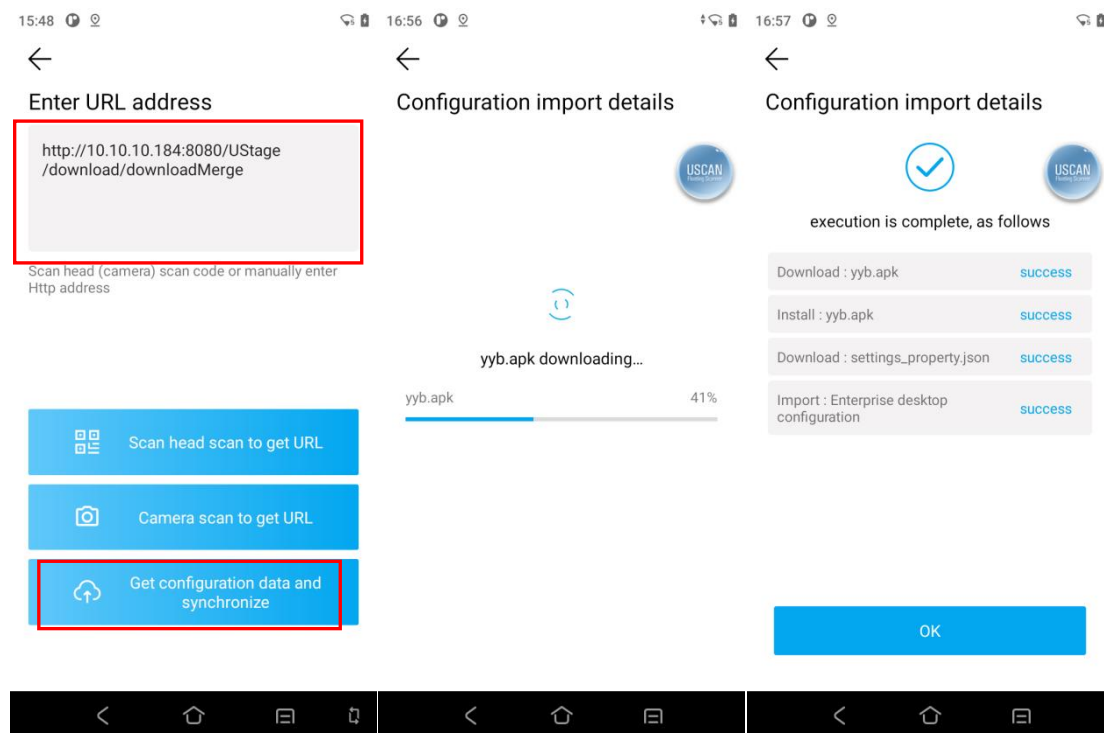 15:48
Enter URL address
http://10.10.10.184:8080/UStage
/download/downloadMerge
Scan head (camera) scan code or manually enter
Http address
Scan head scan to get URL
Camera scan to get URL
Get configuration data and
synchronize
16:56
Configuration import details
USCAN
yyb.apk downloading...
yyb.apk 41%
16:57
Configuration import details
USCAN
execution is complete, as follows
Download : yyb.apk success
Install : yyb.apk success
Download : settings_property.json success
Import : Enterprise desktop
configuration success
OK